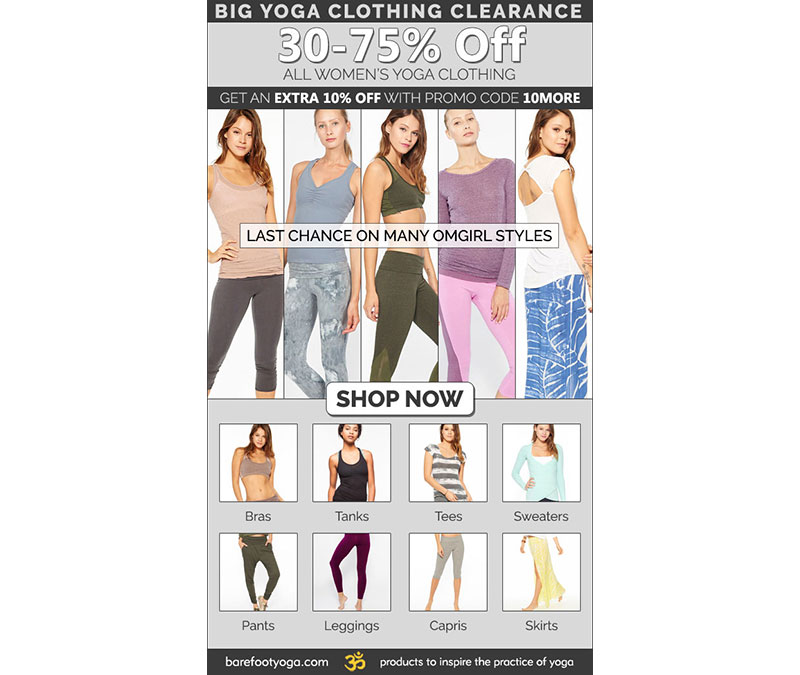 BIG YOGA CLOTHING CLEARANCE
30-75% Off
ALL WOMEN'S YOGA CLOTHING
GET AN EXTRA 10% OFF WITH PROMO CODE 10MORE
LAST CHANCE ON MANY OMGIRL STYLES
SHOP NOW
Bras Tanks Tees Sweaters
Pants Leggings Capris Skirts
barefootyoga.com ॐ products to inspire the practice of yoga